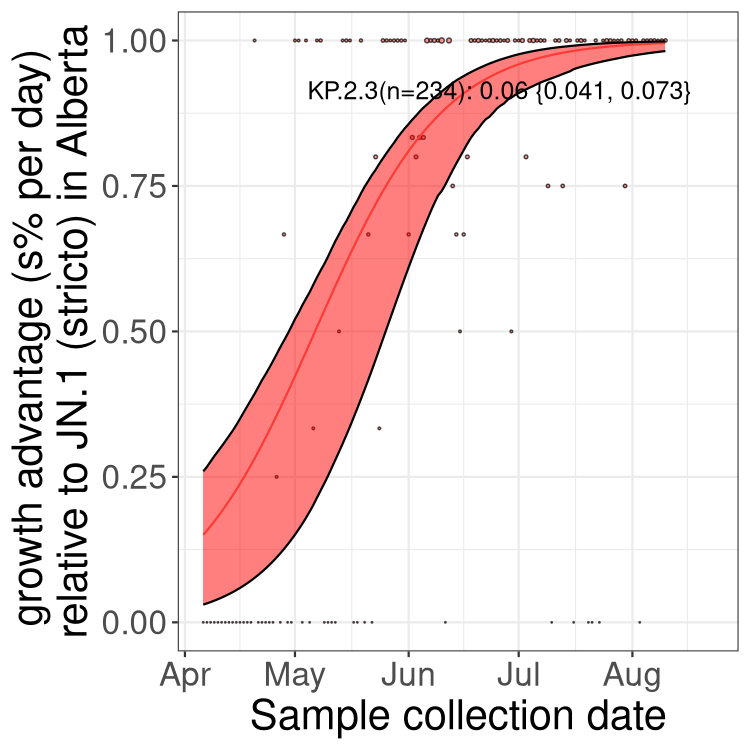 growth advantage (s% per day)
relative to JN.1 (stricto) in Alberta
1.00
0.75
0.50
0.25
0.00
KP.2.3(n=234): 0.06 {0.041, 0.073}
Apr May Jun Jul Aug
Sample collection date